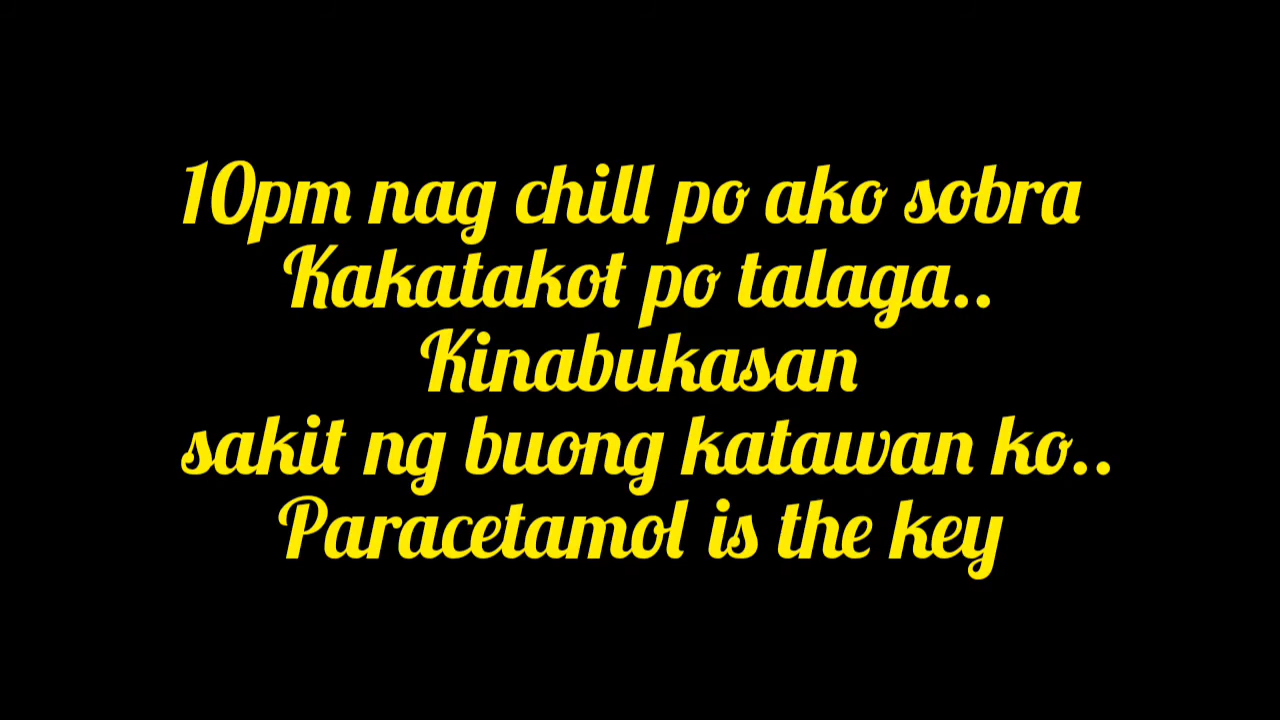 10pm nag chill po ako sobra
Kakatakot po talaga..
Kinabukasan
sakit ng buong katawan ko..
Paracetamol is the key